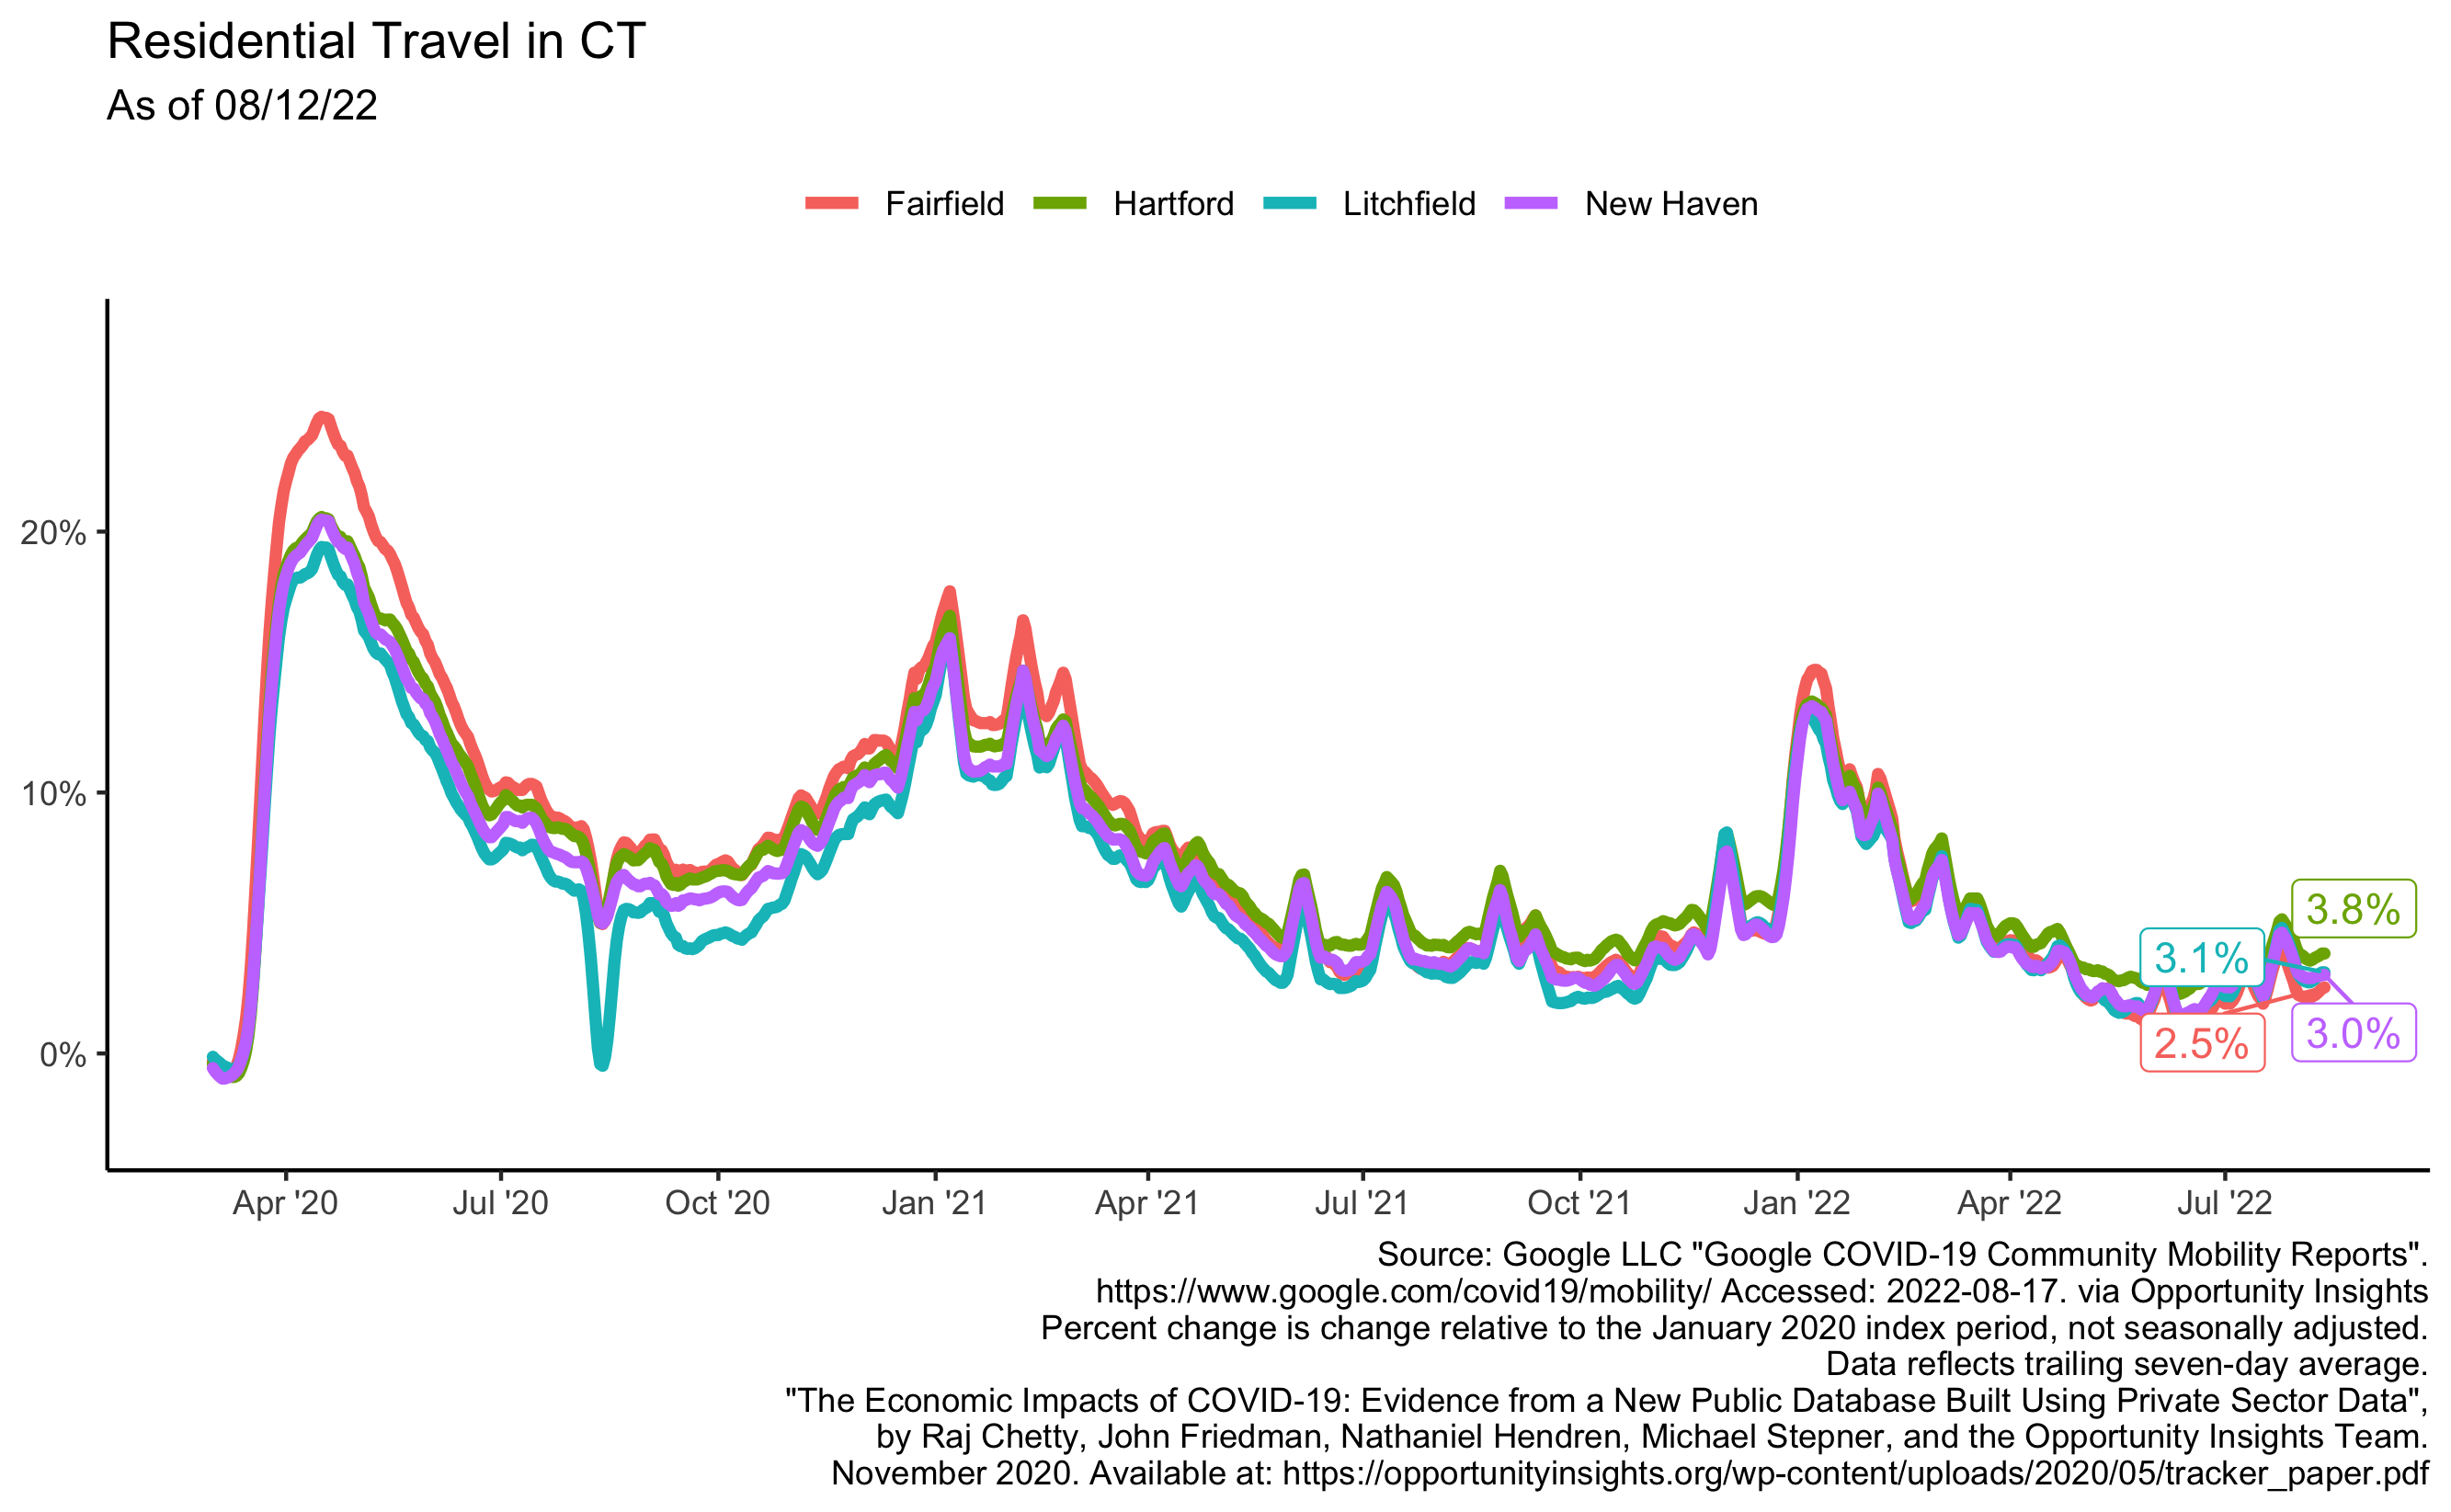 Residential Travel in CT
As of 08/12/22
Fairfield Hartford Litchfield New Haven
20%
10%
0%
3.8%
3.1%
3.0%
2.5%
Apr '20 Jul '20 Oct '20 Jan '21 Apr '21 Jul '21 Oct '21 Jan '22 Apr '22 Jul '22
Source: Google LLC "Google COVID-19 Community Mobility Reports".
https://www.google.com/covid19/mobility/ Accessed: 2022-08-17. via Opportunity Insights
Percent change is change relative to the January 2020 index period, not seasonally adjusted.
Data reflects trailing seven-day average.
"The Economic Impacts of COVID-19: Evidence from a New Public Database Built Using Private Sector Data",
by Raj Chetty, John Friedman, Nathaniel Hendren, Michael Stepner, and the Opportunity Insights Team.
November 2020. Available at: https://opportunityinsights.org/wp-content/uploads/2020/05/tracker_paper.pdf